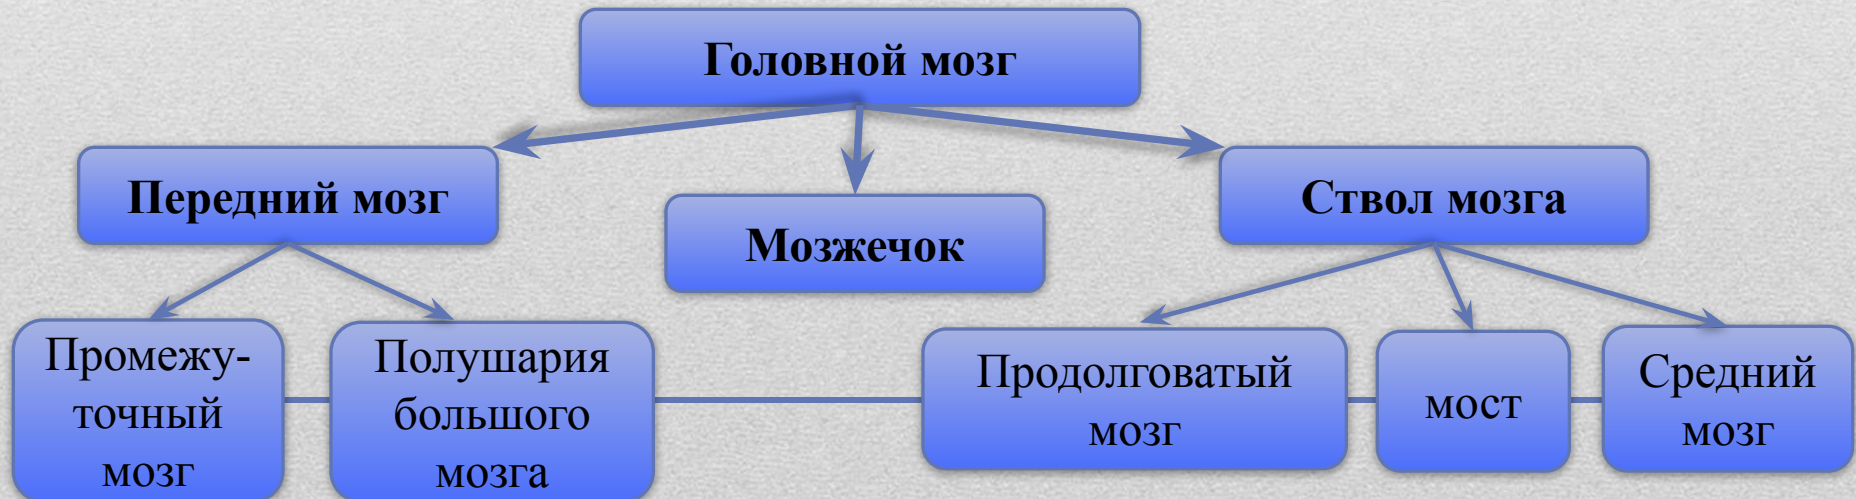 Головной мозг
Передний мозг
Мозжечок
Ствол мозга
Промежу-
точный
мозг
Полушария
большого
мозга
Продолговатый
мозг
мост
Средний
мозг